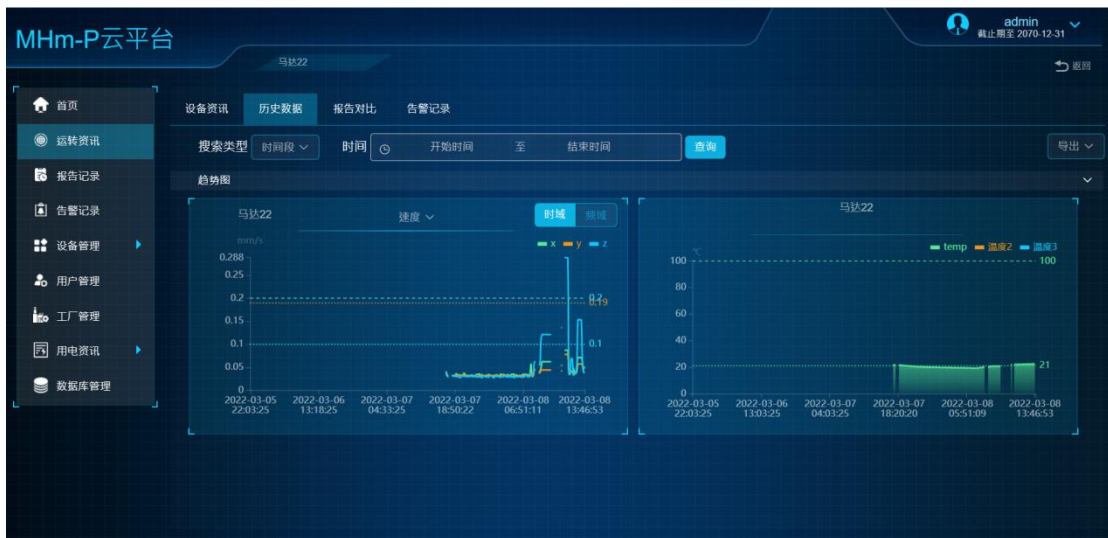 MHm-P云平台
admin
截止期至 2070-12-31
马达22
返回
首页
运转资讯
报告记录
告警记录
设备管理
用户管理
工厂管理
用电资讯
数据库管理
设备资讯 历史数据 报告对比 告警记录
搜索类型 时间段 时间 开始时间 至 结束时间 查询 导出
趋势图
马达22 速度 时域 频域
mm/s
x y z
0.288
0.25
0.2
0.15
0.1
0.05
0
0.2
0.19
0.1
2022-03-05 22:03:25
2022-03-06 13:18:25
2022-03-07 04:33:25
2022-03-07 18:50:22
2022-03-08 06:51:11
2022-03-08 13:46:53
马达22
℃
temp 温度2 温度3
100
80
60
40
20
0
100
21
2022-03-05 22:03:25
2022-03-06 13:03:25
2022-03-07 04:03:25
2022-03-07 18:20:20
2022-03-08 05:51:09
2022-03-08 13:46:53